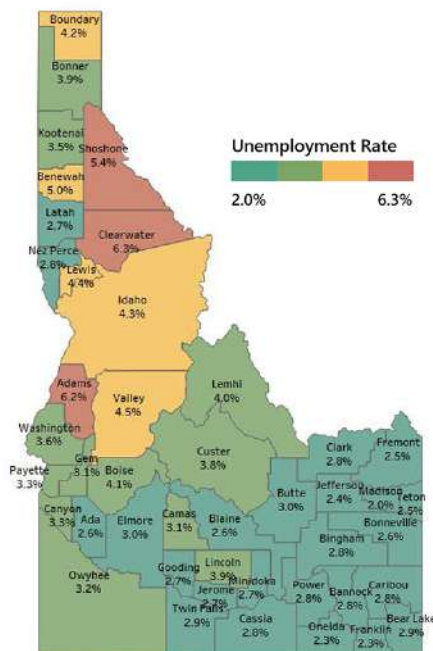 Boundary
4.2%
Bonner
3.9%
Kootenai
3.5%
Shoshone
5.4%
Unemployment Rate
2.0%
6.3%
Benewah
5.0%
Latah
2.7%
Clearwater
6.3%
Nez Perce
2.8%
Lewis
4.4%
Idaho
4.3%
Adams
6.2%
Valley
4.5%
Lemhi
4.0%
Washington
3.6%
Custer
3.8%
Gem
3.1%
Payette
3.3%
Boise
4.1%
Clark
2.8%
Fremont
2.5%
Butte
3.0%
Jefferson
2.4%
Madison
2.0%
Teton
2.5%
Canyon
3.3%
Ada
2.6%
Elmore
3.0%
Camas
3.1%
Blaine
2.6%
Bonneville
2.6%
Bingham
2.8%
Owyhee
3.2%
Gooding
2.7%
Lincoln
3.9%
Jerome
2.7%
Minidoka
2.7%
Power
2.8%
Bannock
2.8%
Caribou
2.8%
Twin Falls
2.9%
Cassia
2.8%
Oneida
2.3%
Franklin
2.3%
Bear Lake
2.9%